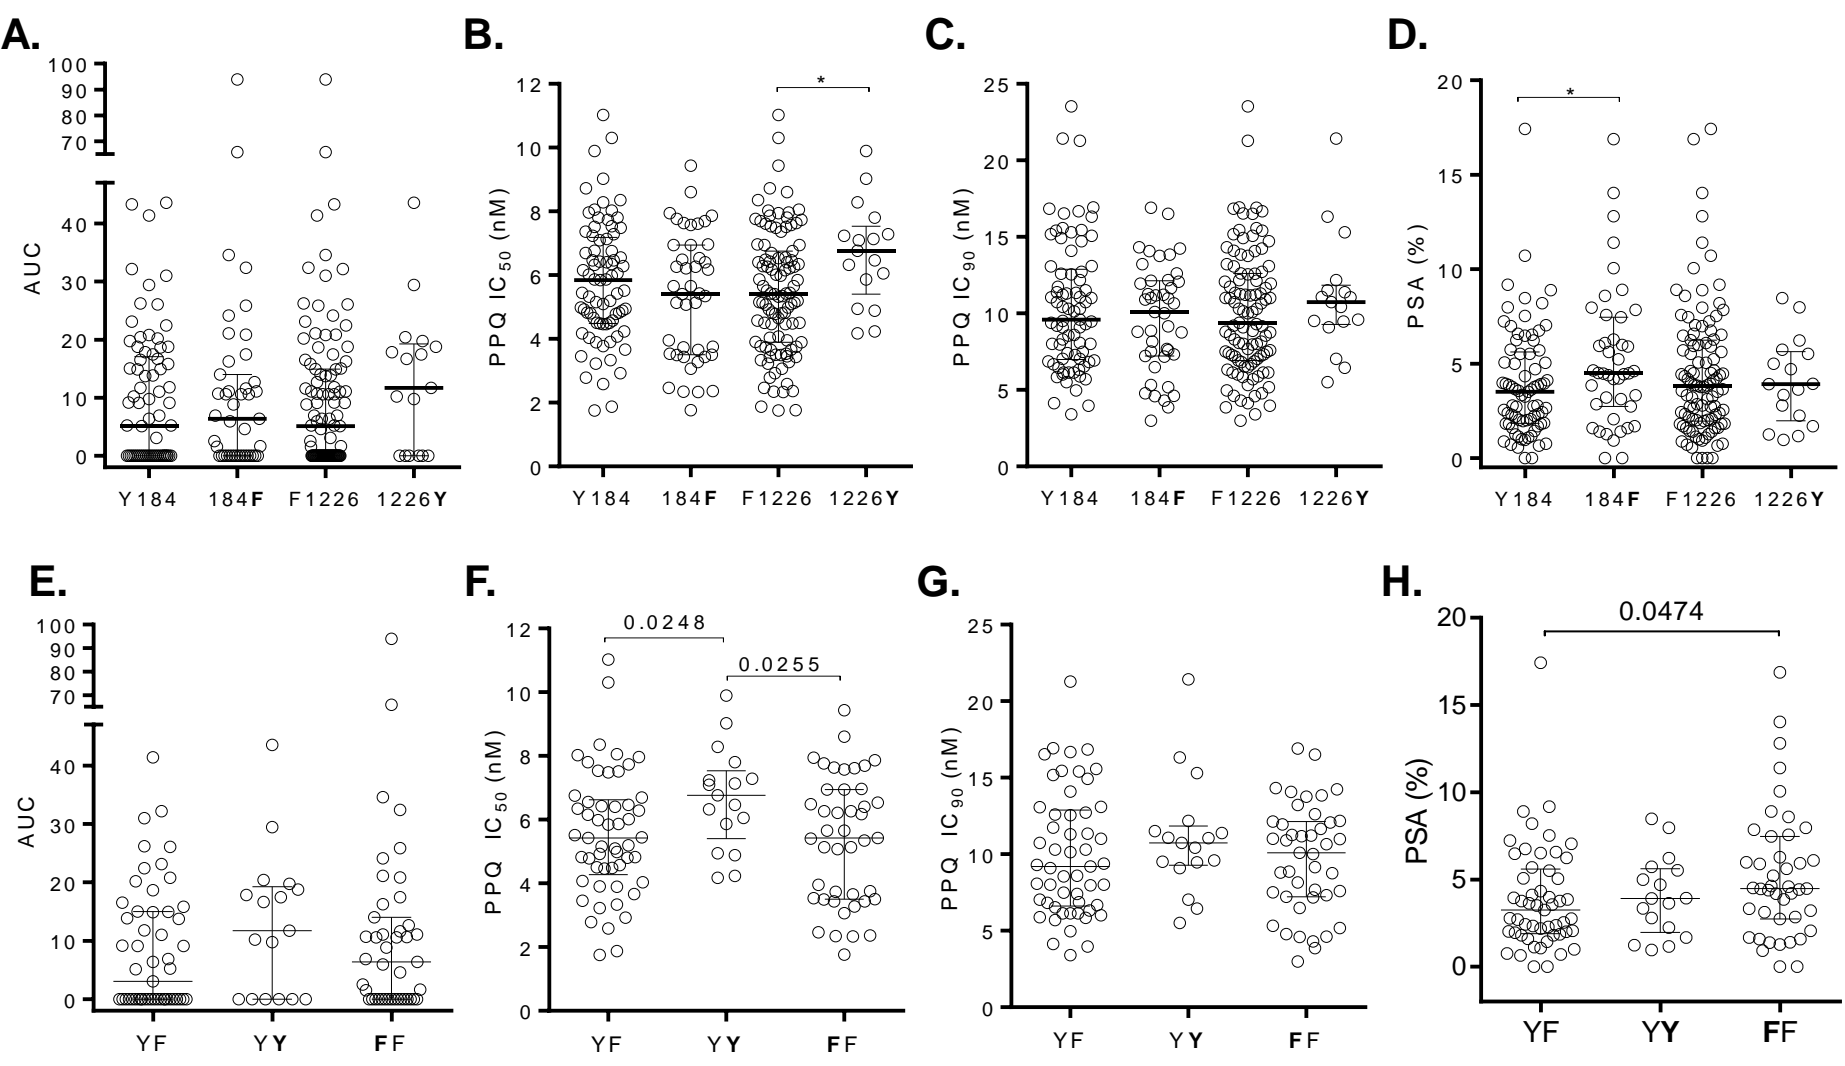 A.
100
90
80
70
40
30
20
10
0
AUC
Y184
184F
F1226
1226Y
B.
12
10
8
6
4
2
0
PPQ IC50 (nM)
*
Y184
184F
F1226
1226Y
C.
25
20
15
10
5
0
PPQ IC90 (nM)
Y184
184F
F1226
1226Y
D.
20
15
10
5
0
PSA (%)
*
Y184
184F
F1226
1226Y
E.
100
90
80
70
40
30
20
10
0
AUC
YF
YY
FF
F.
12
10
8
6
4
2
0
PPQ IC50 (nM)
0.0248
0.0255
YF
YY
FF
G.
25
20
15
10
5
0
PPQ IC90 (nM)
YF
YY
FF
H.
20
15
10
5
0
PSA (%)
0.0474
YF
YY
FF